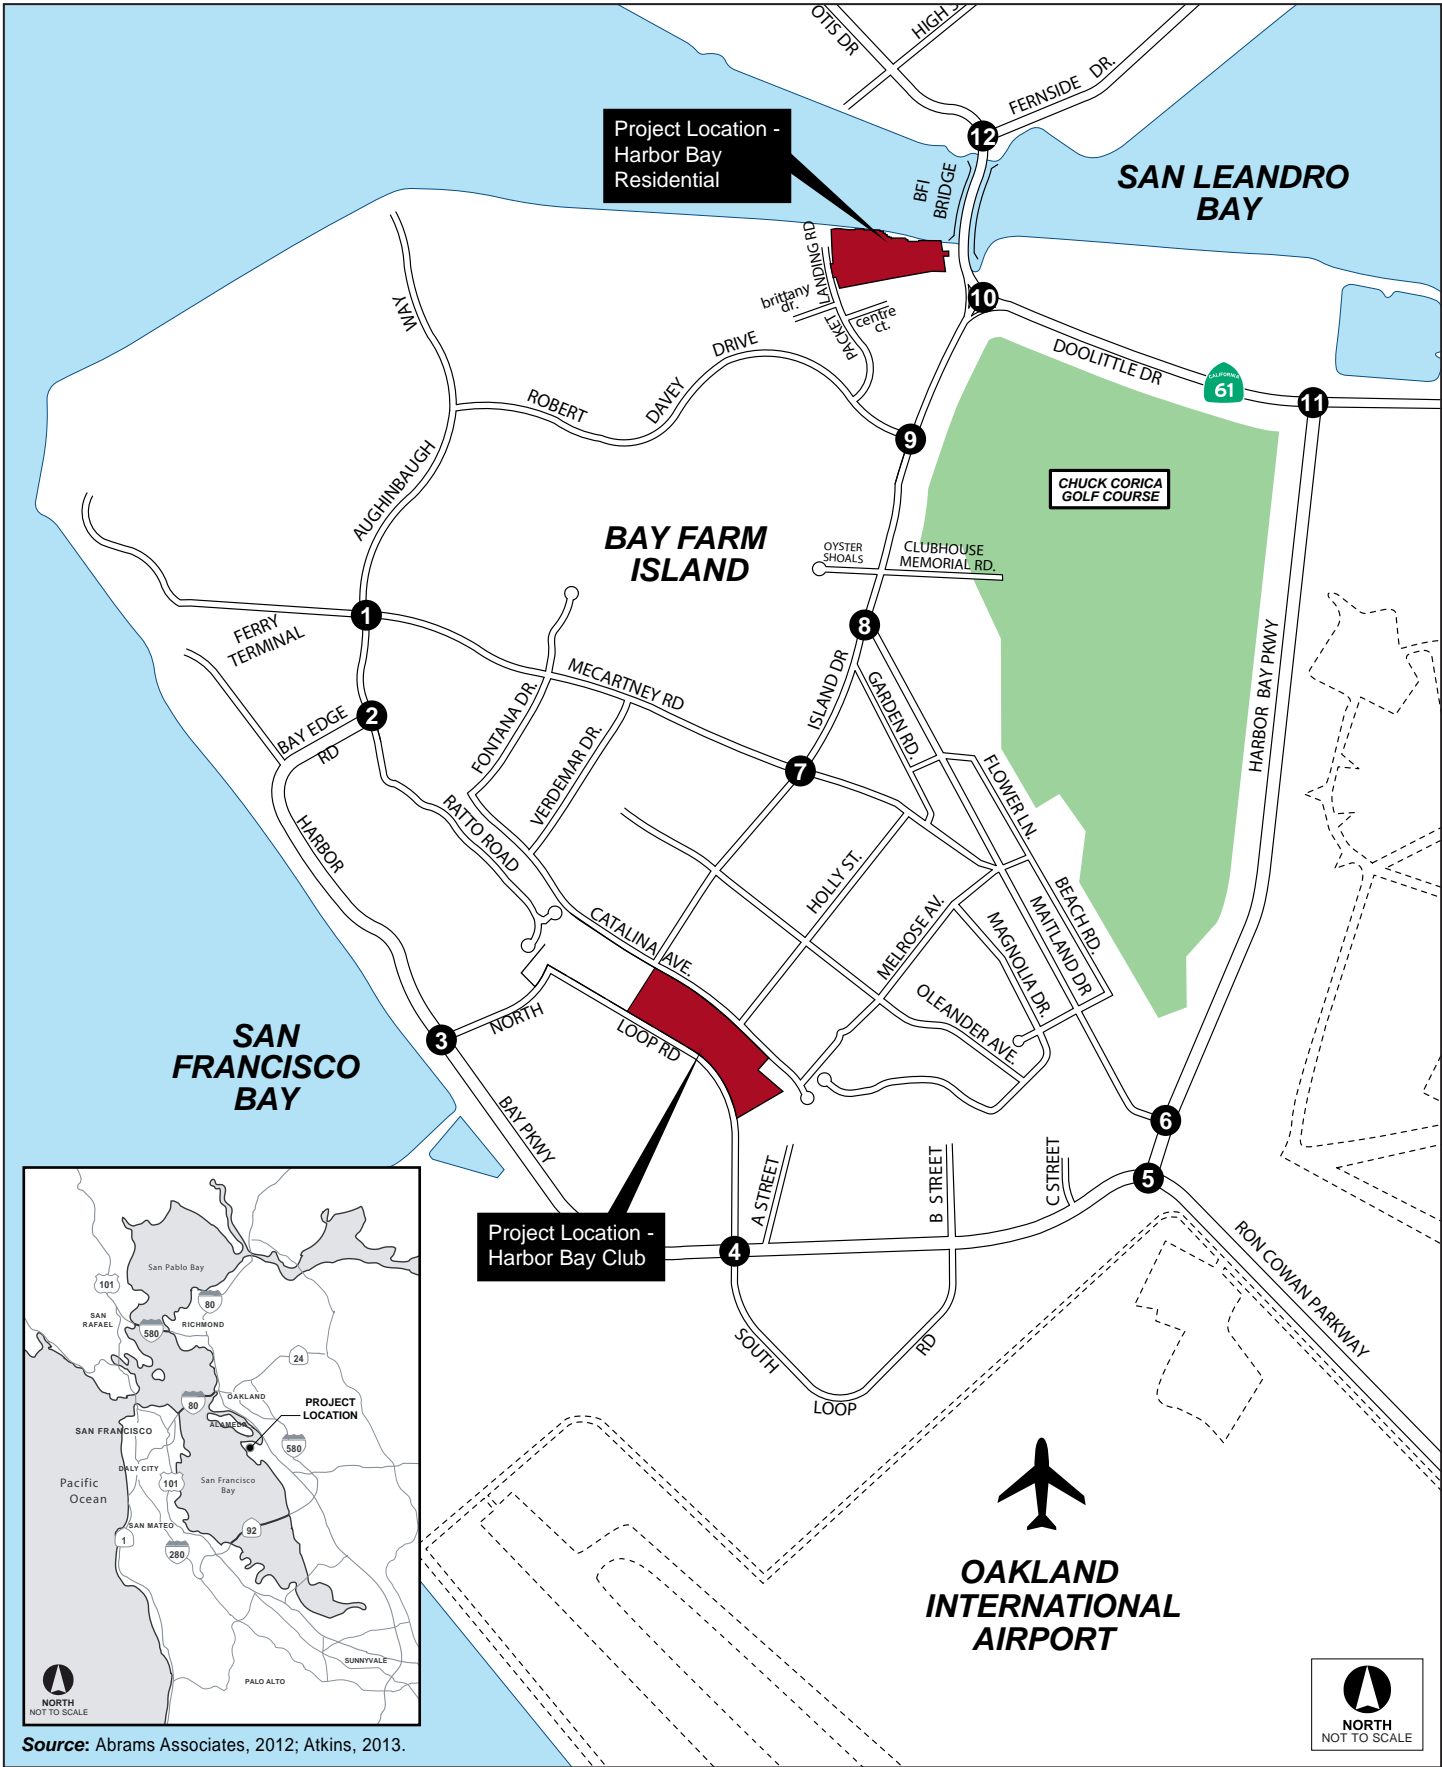 OTIS DR
HIGH S
FERNSIDE DR.
12
Project Location -
Harbor Bay
Residential
BFI
BRIDGE
SAN LEANDRO
BAY
LANDING RD
PACKET
brittany
dr.
centre
ct.
10
DOOLITTLE DR
CALIFORNIA
61
11
WAY
AUGHINBAUGH
ROBERT
DAVEY
DRIVE
9
CHUCK CORICA
GOLF COURSE
BAY FARM
ISLAND
OYSTER
SHOALS
CLUBHOUSE
MEMORIAL RD.
1
8
FERRY
TERMINAL
MECARTNEY RD
ISLAND DR
GARDEN RD.
HARBOR BAY PKWY
2
BAY EDGE
RD
FONTANA DR.
VERDEMAR DR.
7
FLOWER LN.
RATTO ROAD
HARBOR
HOLLY ST.
BEACH RD.
MAITLAND DR
MAGNOLIA DR.
MELROSE AV.
CATALINA AVE.
OLEANDER AVE.
SAN
FRANCISCO
BAY
3
NORTH
LOOP RD
BAY PKWY
6
5
A STREET
B STREET
C STREET
Project Location -
Harbor Bay Club
4
RON COWAN PARKWAY
SOUTH
LOOP
RD
OAKLAND
INTERNATIONAL
AIRPORT
San Pablo Bay
101
SAN
RAFAEL
80
580
RICHMOND
24
80
OAKLAND
PROJECT
LOCATION
ALAMEDA
SAN FRANCISCO
580
DALY CITY
101
San Francisco
Bay
Pacific
Ocean
92
SAN MATEO
1
280
SUNNYVALE
PALO ALTO
NORTH
NOT TO SCALE
NORTH
NOT TO SCALE
Source: Abrams Associates, 2012; Atkins, 2013.